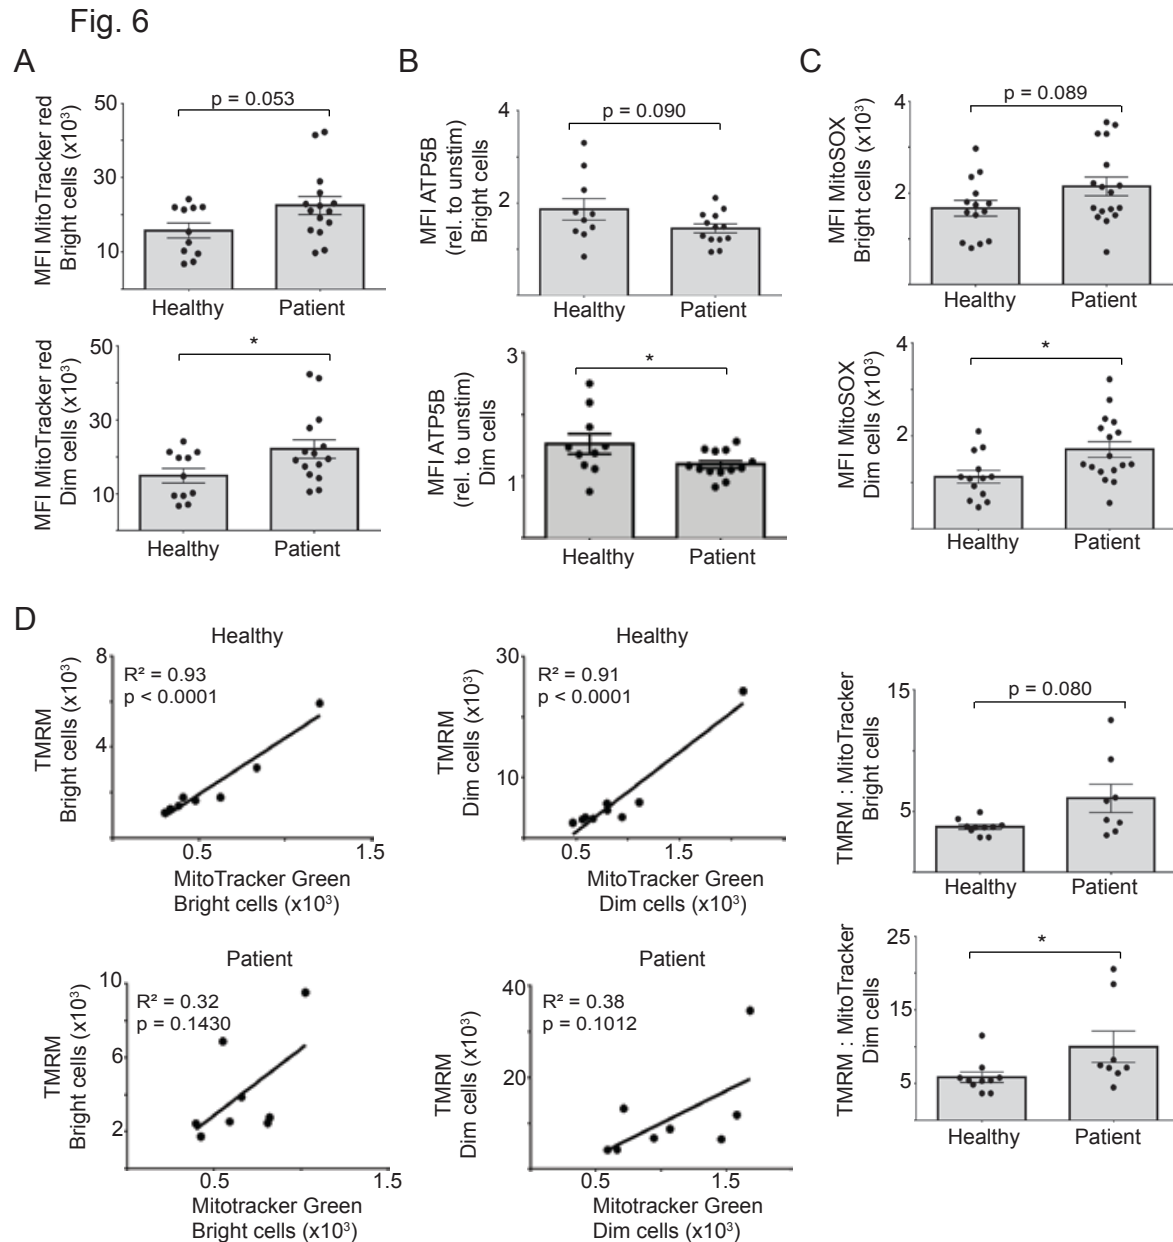 Fig. 6
A
MFI MitoTracker red
Bright cells (x10³)
50
30
10
p = 0.053
Healthy
Patient
MFI MitoTracker red
Dim cells (x10³)
50
30
10
*
Healthy
Patient
B
MFI ATP5B
(rel. to unstim)
Bright cells
4
2
p = 0.090
Healthy
Patient
MFI ATP5B
(rel. to unstim)
Dim cells
3
1
*
Healthy
Patient
C
MFI MitoSOX
Bright cells (x10³)
4
2
p = 0.089
Healthy
Patient
MFI MitoSOX
Dim cells (x10³)
4
2
*
Healthy
Patient
D
Healthy
TMRM
Bright cells (x10³)
8
4
R² = 0.93
p < 0.0001
0.5
1.5
MitoTracker Green
Bright cells (x10³)
Healthy
TMRM
Dim cells (x10³)
30
10
R² = 0.91
p < 0.0001
0.5
1.5
MitoTracker Green
Dim cells (x10³)
TMRM : MitoTracker
Bright cells
15
5
p = 0.080
Healthy
Patient
Patient
TMRM
Bright cells (x10³)
10
6
2
R² = 0.32
p = 0.1430
0.5
1.5
Mitotracker Green
Bright cells (x10³)
Patient
TMRM
Dim cells (x10³)
40
20
R² = 0.38
p = 0.1012
0.5
1.5
Mitotracker Green
Dim cells (x10³)
TMRM : MitoTracker
Dim cells
25
15
5
*
Healthy
Patient